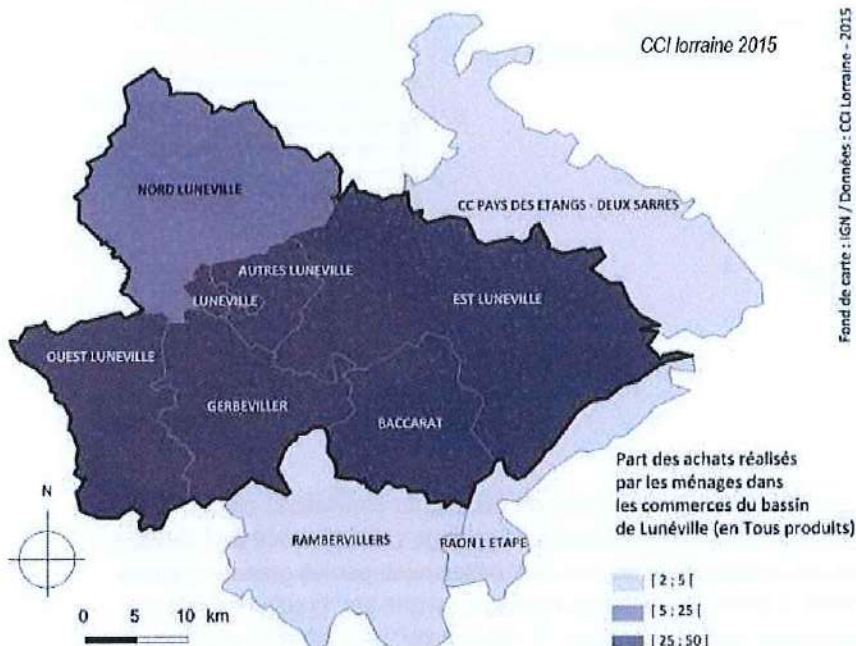 CCI lorraine 2015
Fond de carte : IGN / Données : CCI Lorraine - 2015
NORD LUNEVILLE
CC PAYS DES ETANGS - DEUX SARRES
AUTRES LUNEVILLE
LUNEVILLE
EST LUNEVILLE
OUEST LUNEVILLE
GERBEVILLER
BACCARAT
RAMBERVILLERS
RAON L ETAPE
N
0 5 10 km
Part des achats réalisés
par les ménages dans
les commerces du bassin
de Lunéville (en Tous produits)
[ 2 ; 5 [
[ 5 ; 25 [
[ 25 ; 50 [